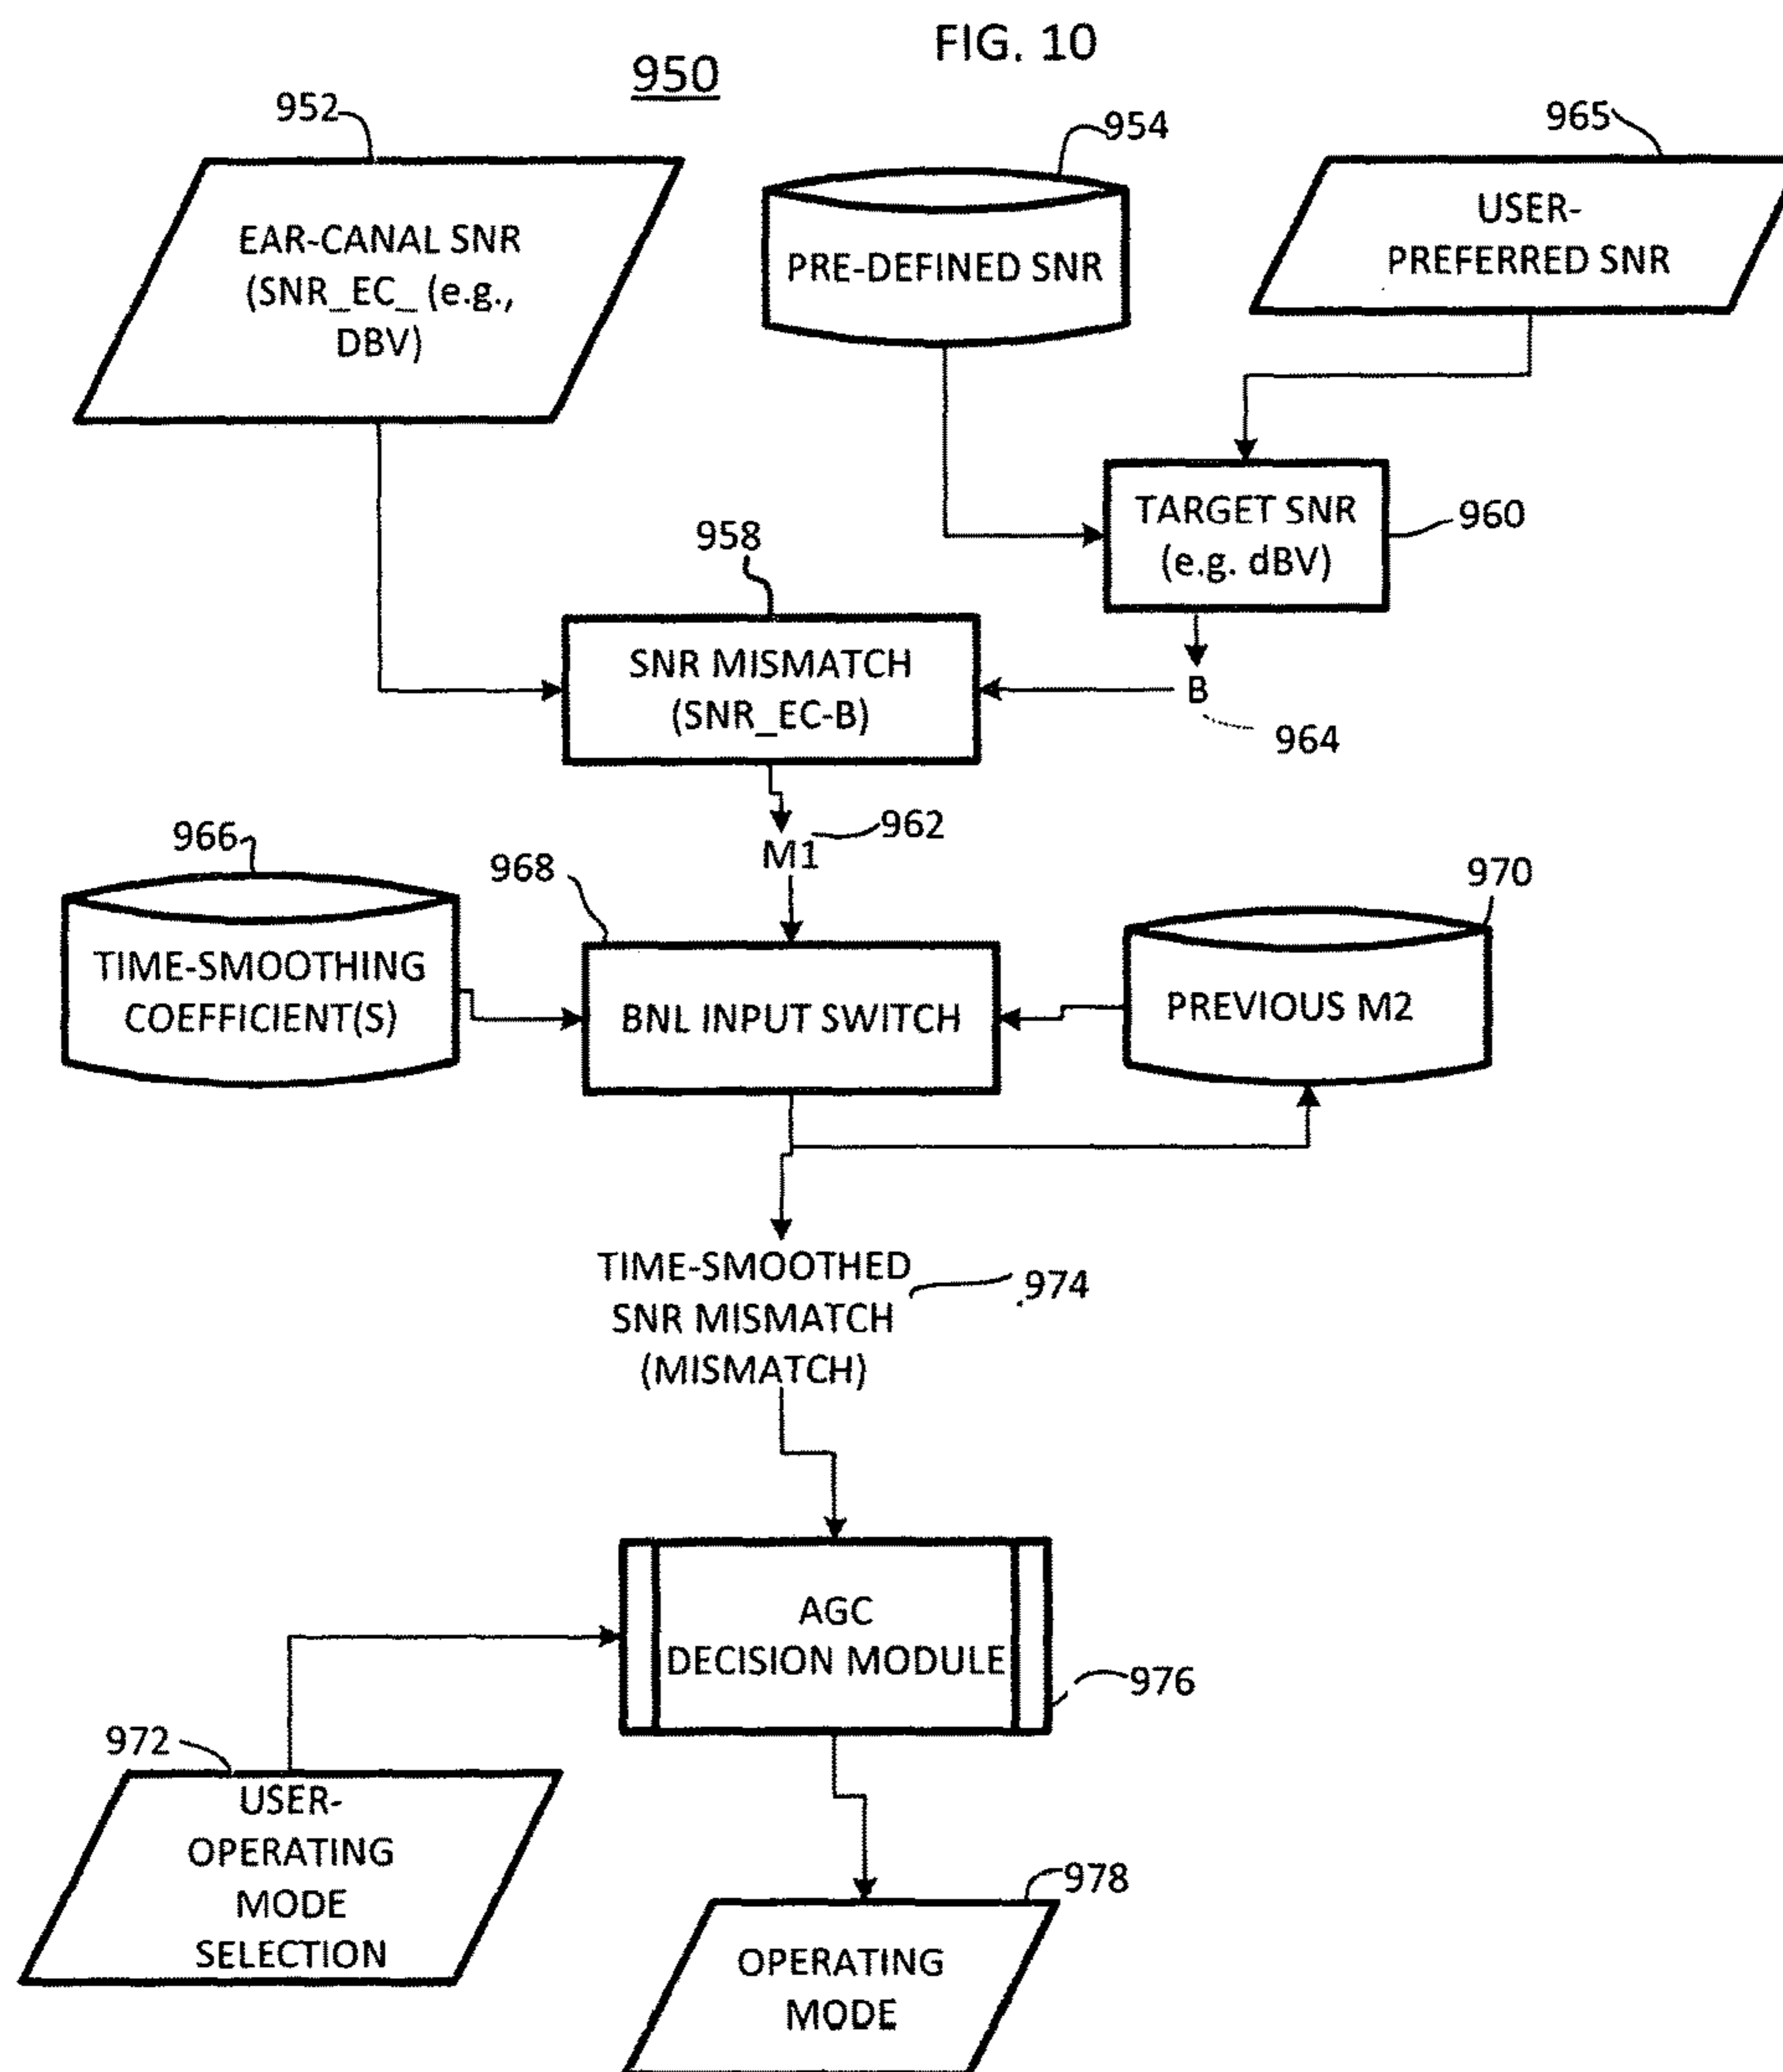 FIG. 10
950
952
954
965
EAR-CANAL SNR
(SNR_EC_ (e.g.,
DBV)
PRE-DEFINED SNR
USER-
PREFERRED SNR
TARGET SNR
(e.g. dBV)
960
958
SNR MISMATCH
(SNR_EC-B)
B
964
962
M1
966
968
970
TIME-SMOOTHING
COEFFICIENT(S)
BNL INPUT SWITCH
PREVIOUS M2
TIME-SMOOTHED
SNR MISMATCH
(MISMATCH)
974
AGC
DECISION MODULE
976
972
USER-
OPERATING
MODE
SELECTION
978
OPERATING
MODE